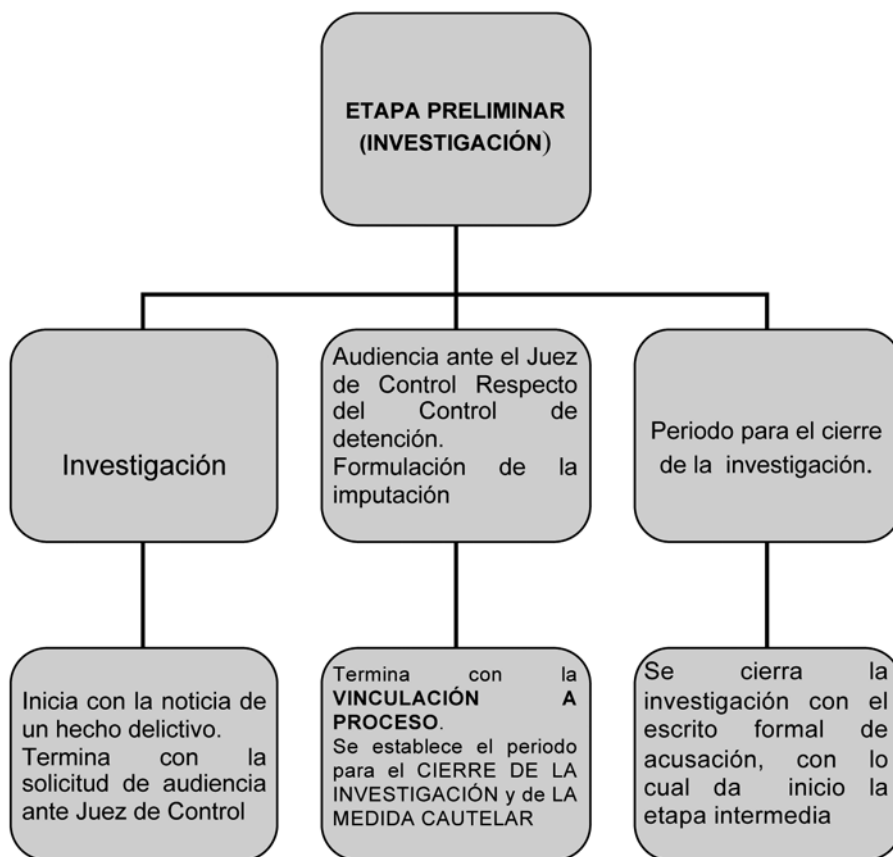 ETAPA PRELIMINAR
(INVESTIGACIÓN)
Investigación
Audiencia ante el Juez
de Control Respecto
del Control de
detención.
Formulación de la
imputación
Periodo para el cierre
de la investigación.
Inicia con la noticia de
un hecho delictivo.
Termina con la
solicitud de audiencia
ante Juez de Control
Termina con la
VINCULACIÓN A
PROCESO.
Se establece el periodo
para el CIERRE DE LA
INVESTIGACIÓN y de LA
MEDIDA CAUTELAR
Se cierra la
investigación con el
escrito formal de
acusación, con lo
cual da inicio la
etapa intermedia